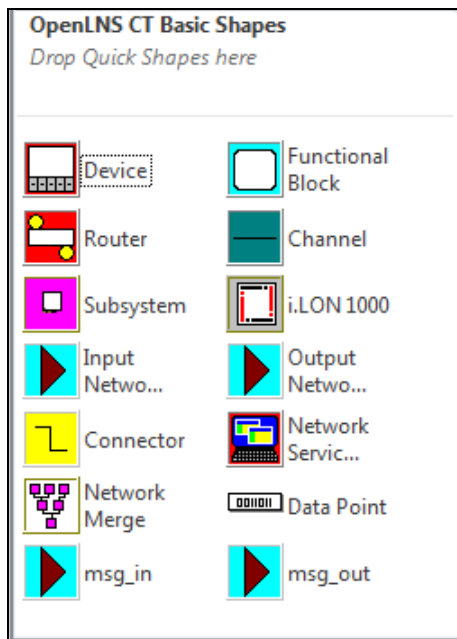 OpenLNS CT Basic Shapes
Drop Quick Shapes here
Device
Functional
Block
Router
Channel
Subsystem
i.LON 1000
Input
Netwo...
Output
Netwo...
Connector
Network
Servic...
Network
Merge
0011011
Data Point
msg_in
msg_out